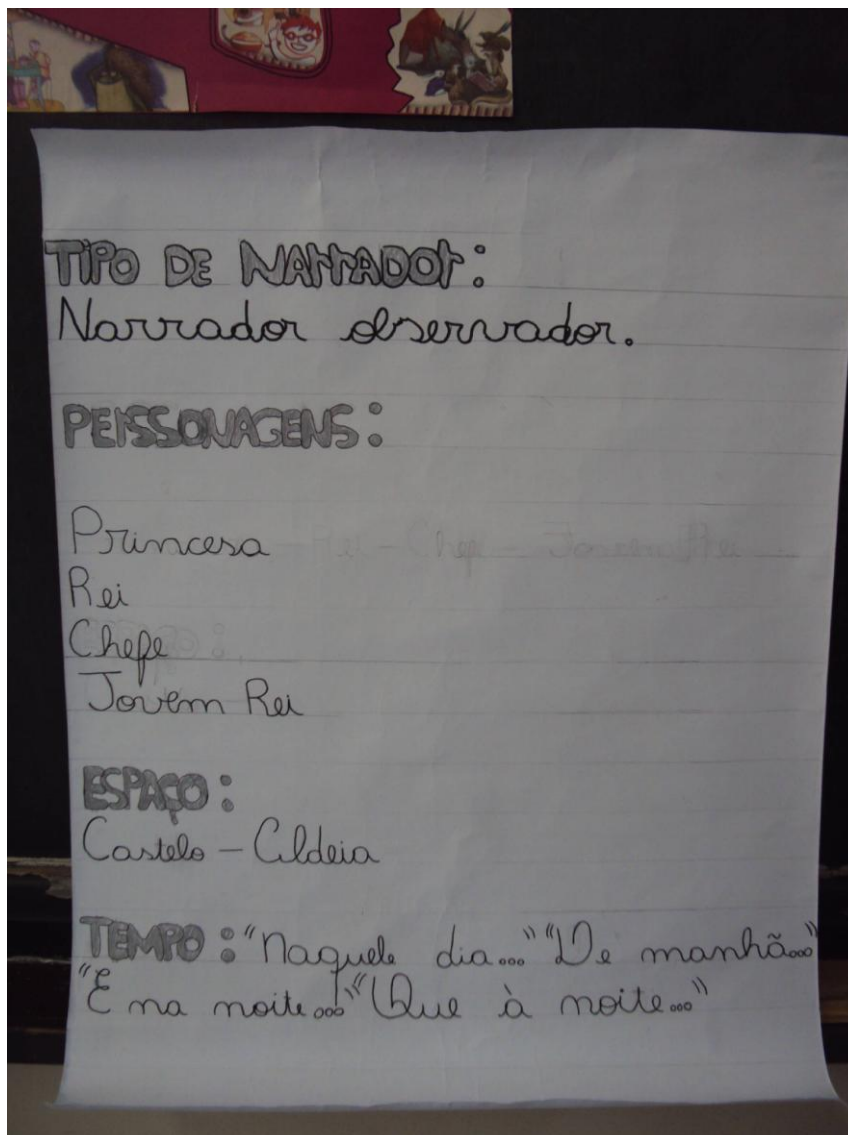 TIPO DE NARRADOR:
Narrador observador.
PERSSONAGENS:
Princesa
Rei
Chefe
Jovem Rei
ESPAÇO:
Castelo - Aldeia
TEMPO: "Naquele dia..." "De manhã..."
"E na noite..." "Que à noite..."